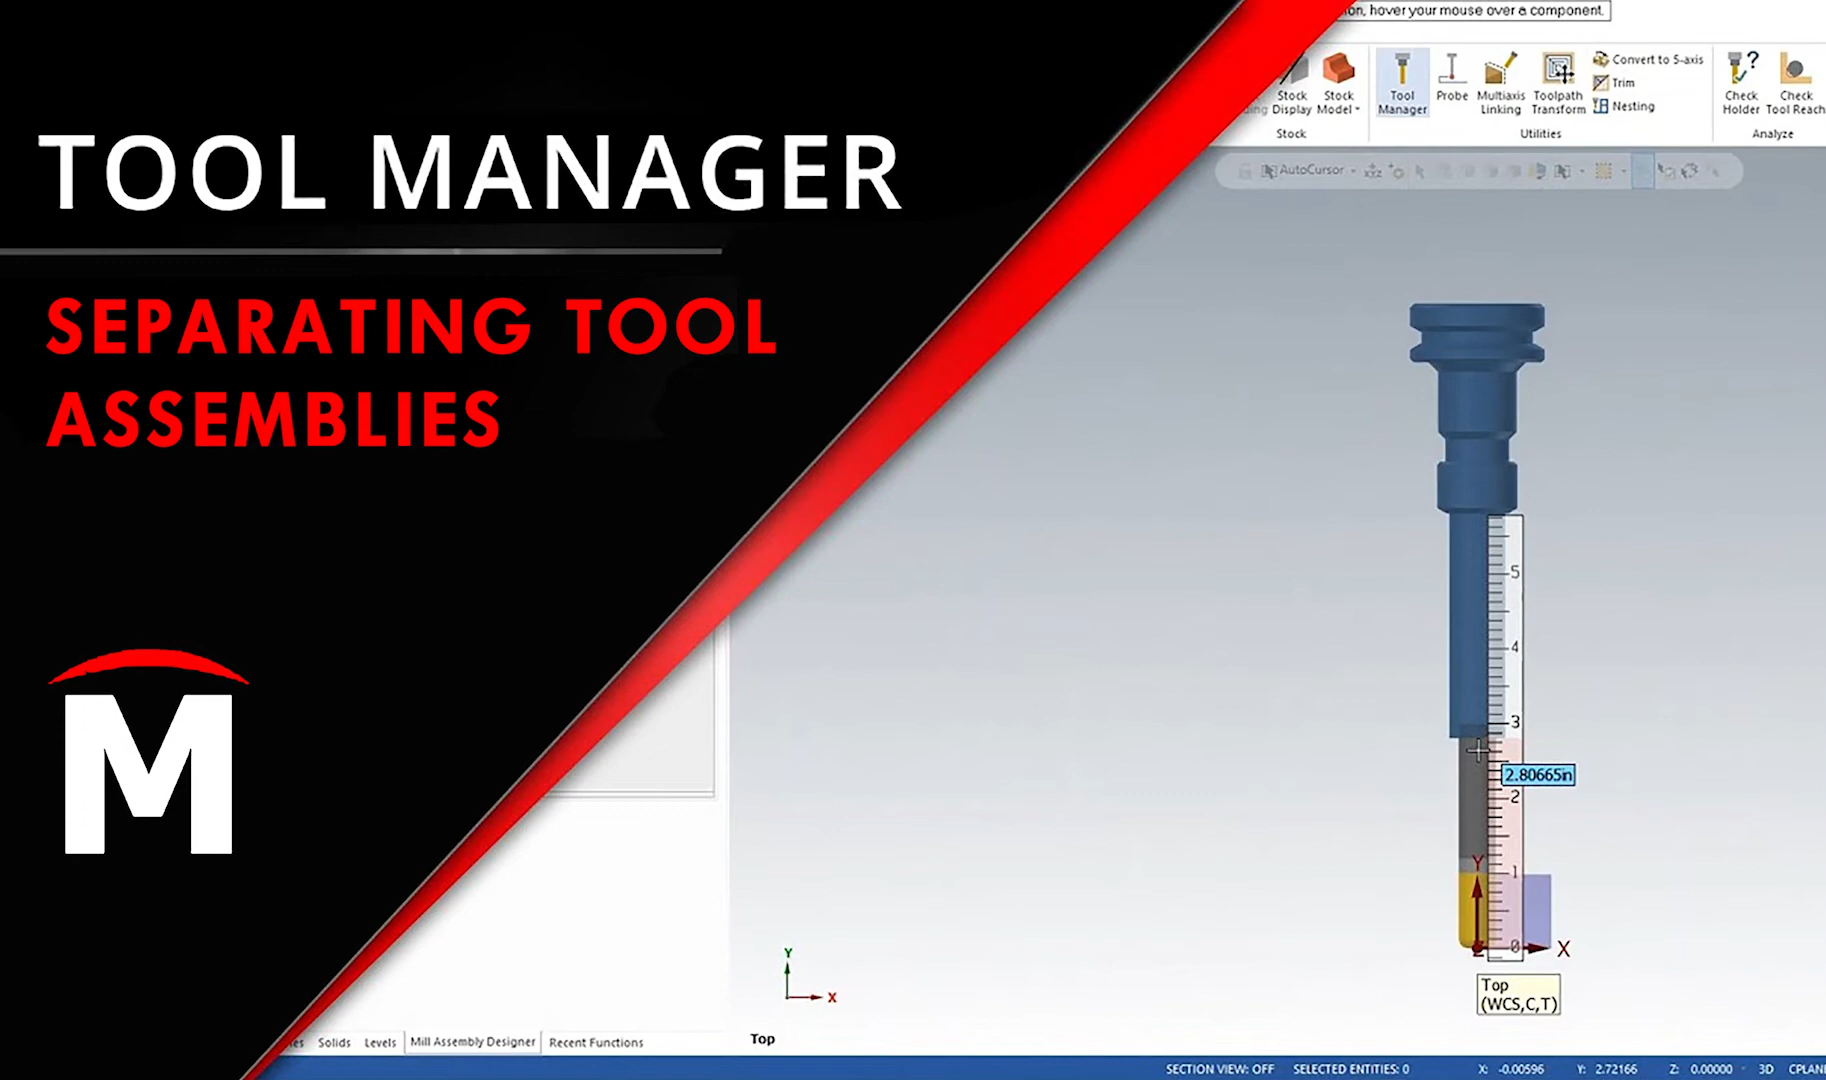 TOOL MANAGER
SEPARATING TOOL
ASSEMBLIES
M
hover your mouse over a component.
Stock Display
Stock Model
Stock
Tool Manager
Probe
Multiaxis Linking
Toolpath Transform
Convert to 5-axis
Trim
Nesting
Utilities
Check Holder
Check Tool Reach
Analyze
AutoCursor
5
4
3
2.80665in
2
1
0
Y
X
Z
Top
(WCS,C,T)
Y
X
Top
Solids
Levels
Mill Assembly Designer
Recent Functions
SECTION VIEW: OFF SELECTED ENTITIES: 0 X: -0.00596 Y: 2.72166 Z: 0.00000 3D